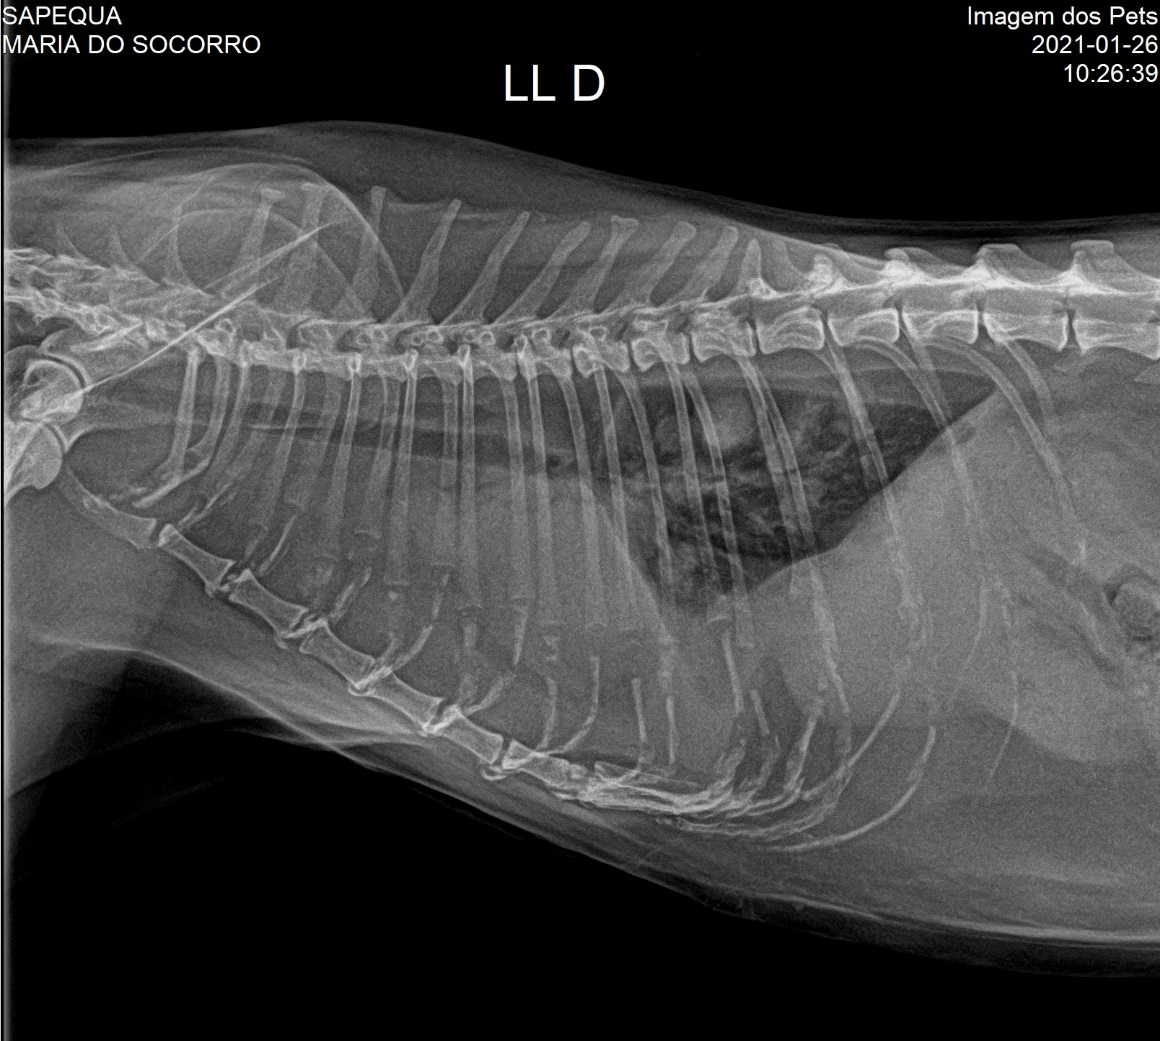 SAPEQUA
MARIA DO SOCORRO
Imagem dos Pets
2021-01-26
10:26:39
LL D